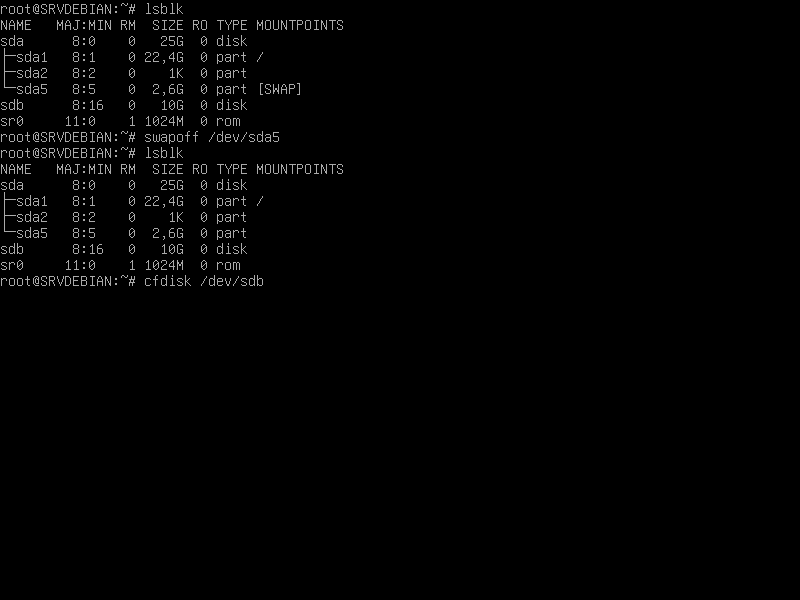 root@SRVDEBIAN:~# lsblk
NAME   MAJ:MIN RM  SIZE RO TYPE MOUNTPOINTS
sda      8:0    0   25G  0 disk
├─sda1   8:1    0 22,4G  0 part /
├─sda2   8:2    0    1K  0 part
└─sda5   8:5    0  2,6G  0 part [SWAP]
sdb      8:16   0   10G  0 disk
sr0     11:0    1 1024M  0 rom
root@SRVDEBIAN:~# swapoff /dev/sda5
root@SRVDEBIAN:~# lsblk
NAME   MAJ:MIN RM  SIZE RO TYPE MOUNTPOINTS
sda      8:0    0   25G  0 disk
├─sda1   8:1    0 22,4G  0 part /
├─sda2   8:2    0    1K  0 part
└─sda5   8:5    0  2,6G  0 part
sdb      8:16   0   10G  0 disk
sr0     11:0    1 1024M  0 rom
root@SRVDEBIAN:~# cfdisk /dev/sdb